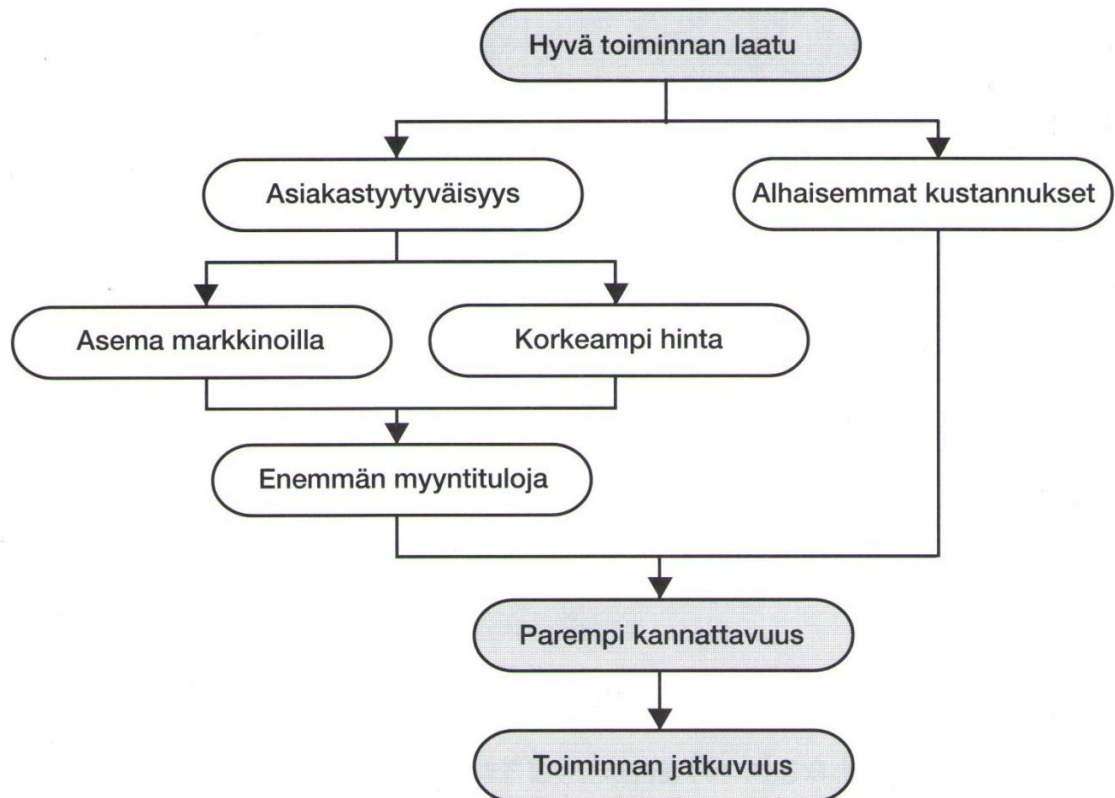 Hyvä toiminnan laatu
Asiakastyytyväisyys
Alhaisemmat kustannukset
Asema markkinoilla
Korkeampi hinta
Enemmän myyntituloja
Parempi kannattavuus
Toiminnan jatkuvuus